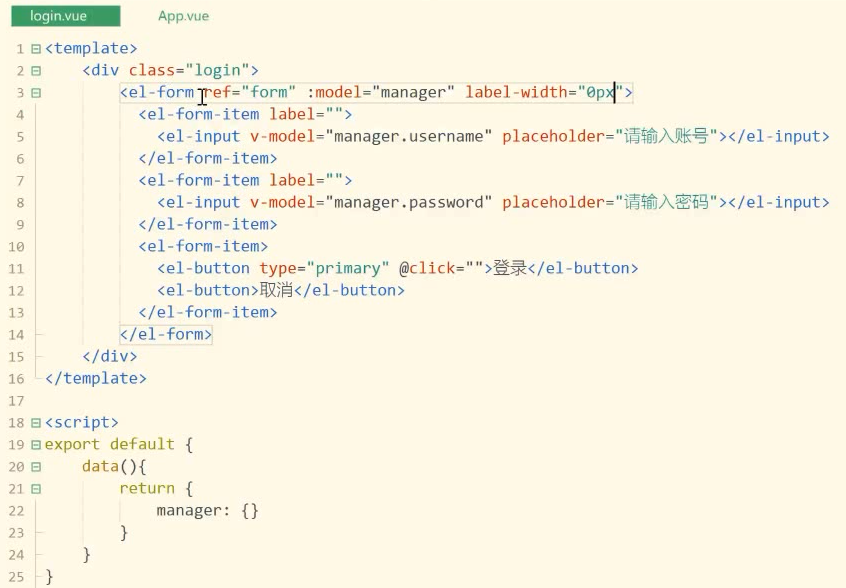 login.vue App.vue
1 <template>
2 <div class="login">
3 <el-form ref="form" :model="manager" label-width="0px">
4 <el-form-item label="">
5 <el-input v-model="manager.username" placeholder="请输入账号"></el-input>
6 </el-form-item>
7 <el-form-item label="">
8 <el-input v-model="manager.password" placeholder="请输入密码"></el-input>
9 </el-form-item>
10 <el-form-item>
11 <el-button type="primary" @click="">登录</el-button>
12 <el-button>取消</el-button>
13 </el-form-item>
14 </el-form>
15 </div>
16 </template>
17
18 <script>
19 export default {
20 data(){
21 return {
22 manager: {}
23 }
24 }
25 }